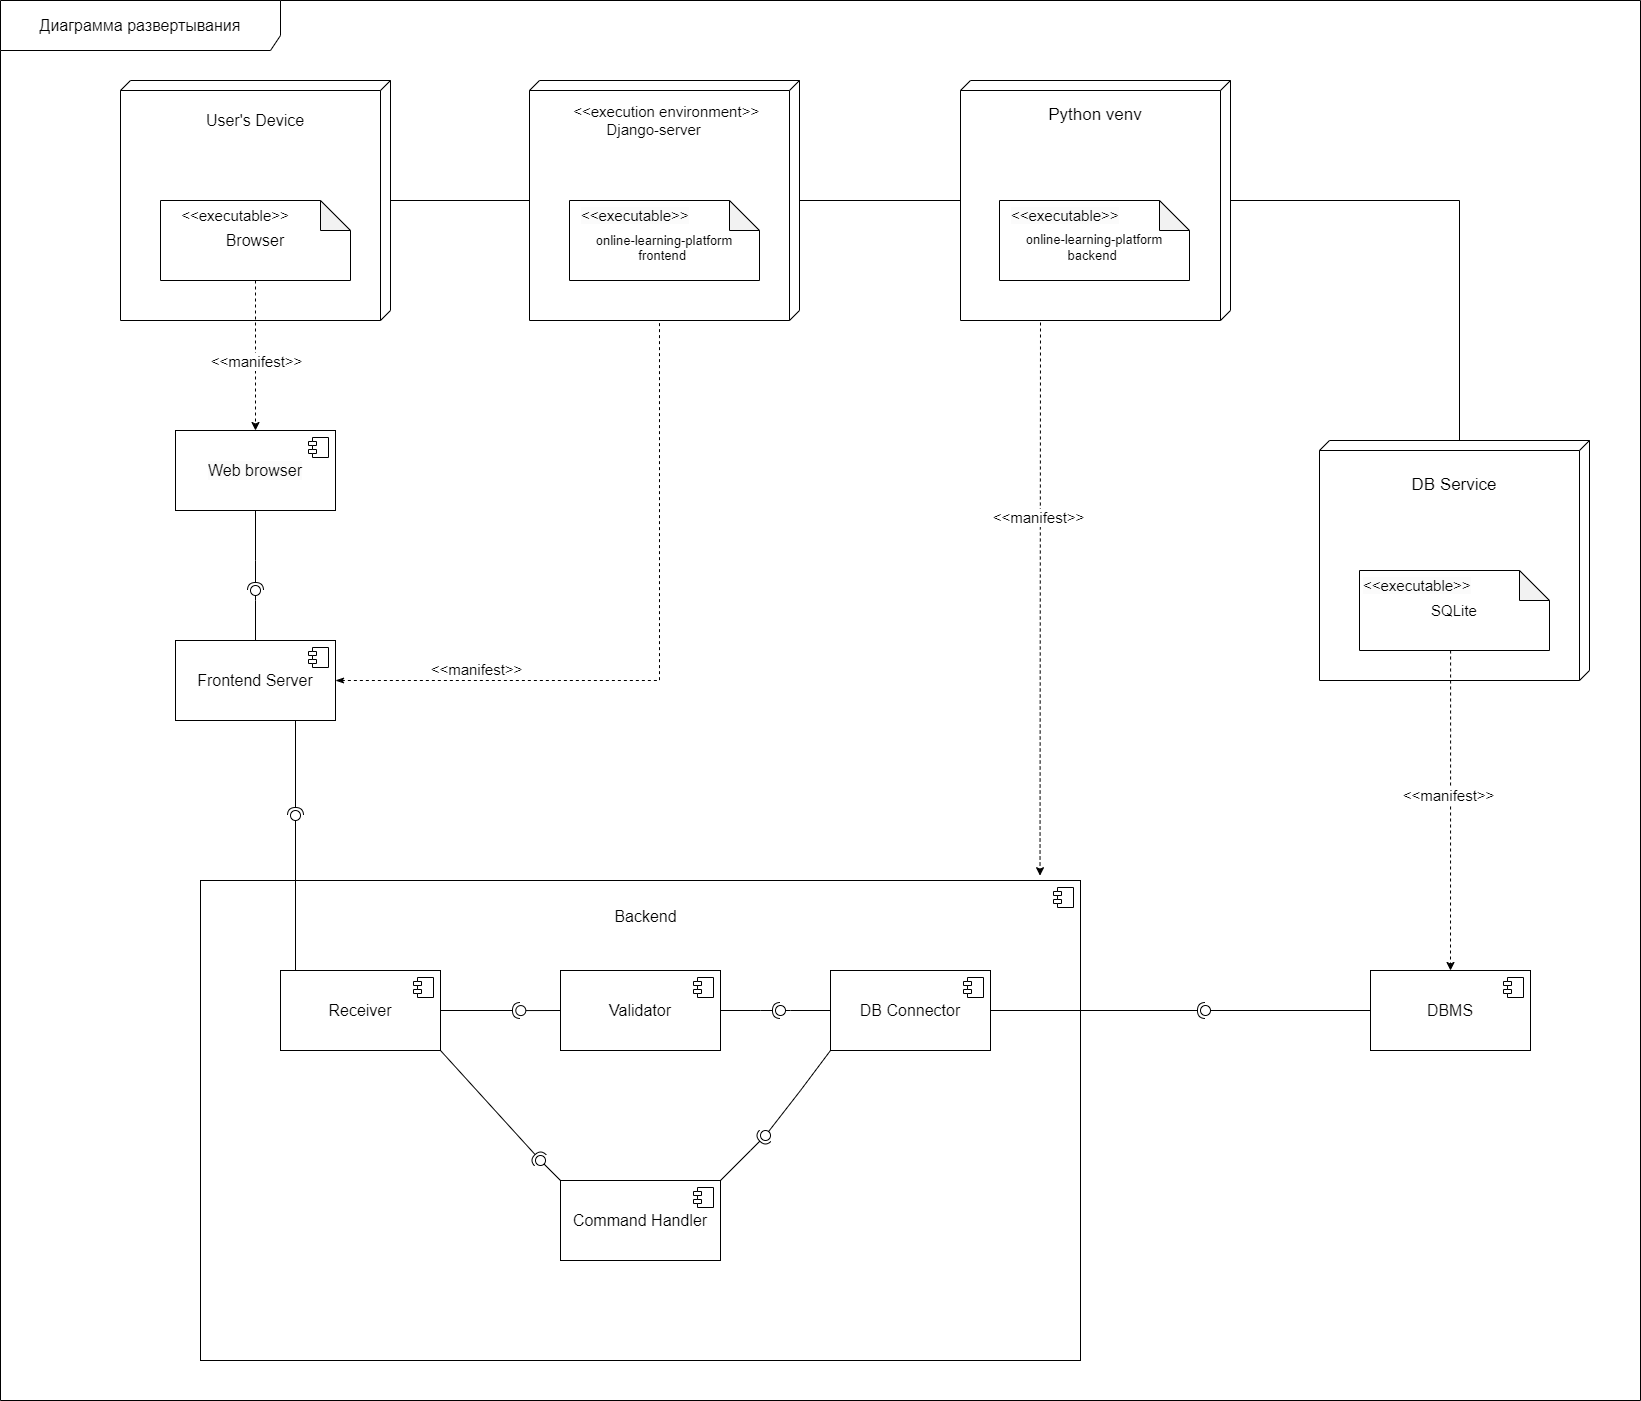 Диаграмма развертывания
User's Device
<<executable>>
Browser
<<execution environment>>
Django-server
<<executable>>
online-learning-platform
frontend
Python venv
<<executable>>
online-learning-platform
backend
<<manifest>>
Web browser
DB Service
<<executable>>
SQLite
<<manifest>>
Frontend Server
<<manifest>>
<<manifest>>
Backend
Receiver
Validator
DB Connector
DBMS
Command Handler